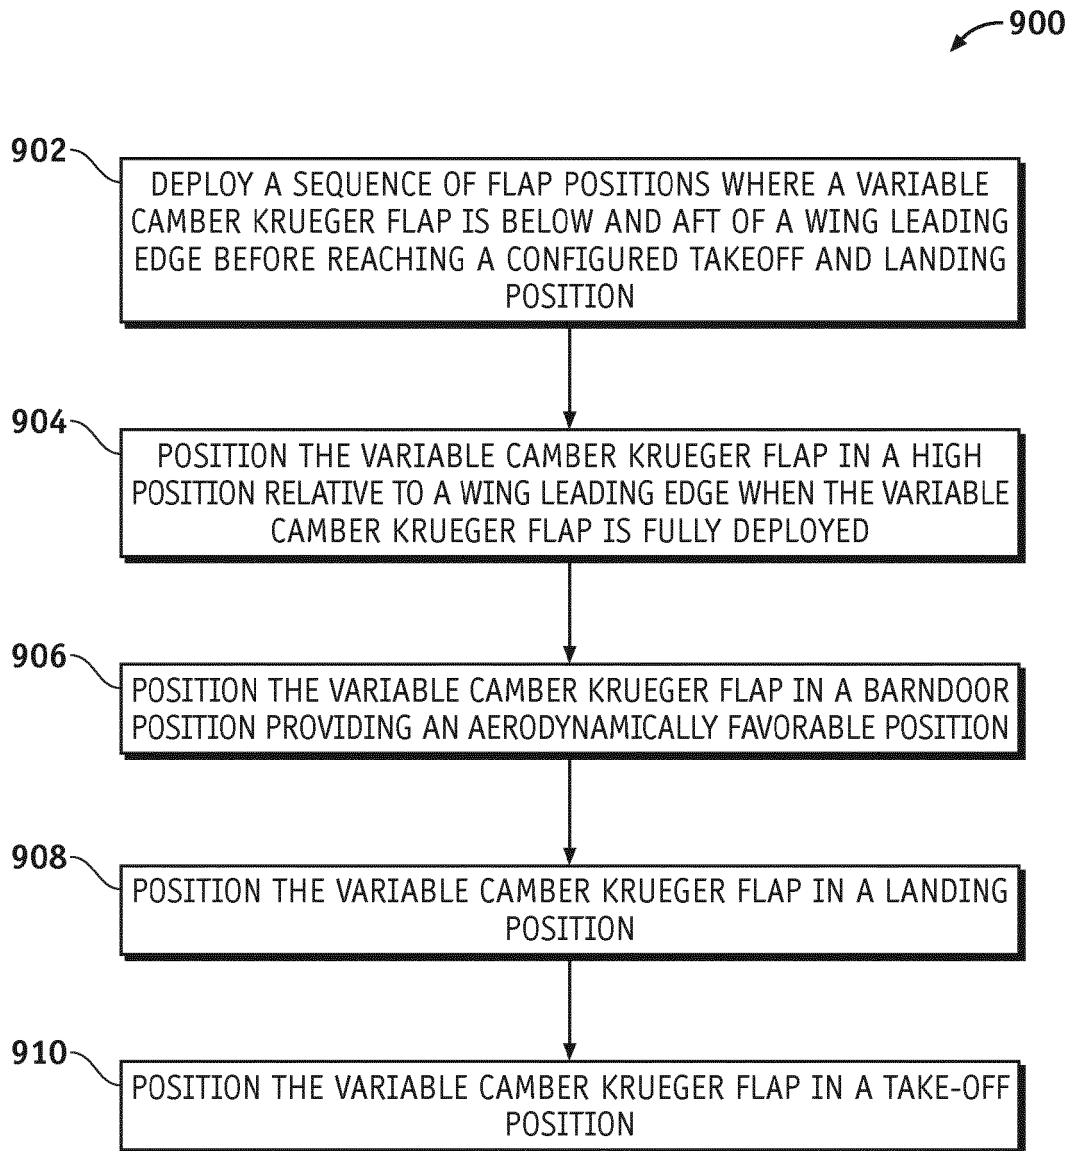 900
902
DEPLOY A SEQUENCE OF FLAP POSITIONS WHERE A VARIABLE
CAMBER KRUEGER FLAP IS BELOW AND AFT OF A WING LEADING
EDGE BEFORE REACHING A CONFIGURED TAKEOFF AND LANDING
POSITION
904
POSITION THE VARIABLE CAMBER KRUEGER FLAP IN A HIGH
POSITION RELATIVE TO A WING LEADING EDGE WHEN THE VARIABLE
CAMBER KRUEGER FLAP IS FULLY DEPLOYED
906
POSITION THE VARIABLE CAMBER KRUEGER FLAP IN A BARNDOOR
POSITION PROVIDING AN AERODYNAMICALLY FAVORABLE POSITION
908
POSITION THE VARIABLE CAMBER KRUEGER FLAP IN A LANDING
POSITION
910
POSITION THE VARIABLE CAMBER KRUEGER FLAP IN A TAKE-OFF
POSITION